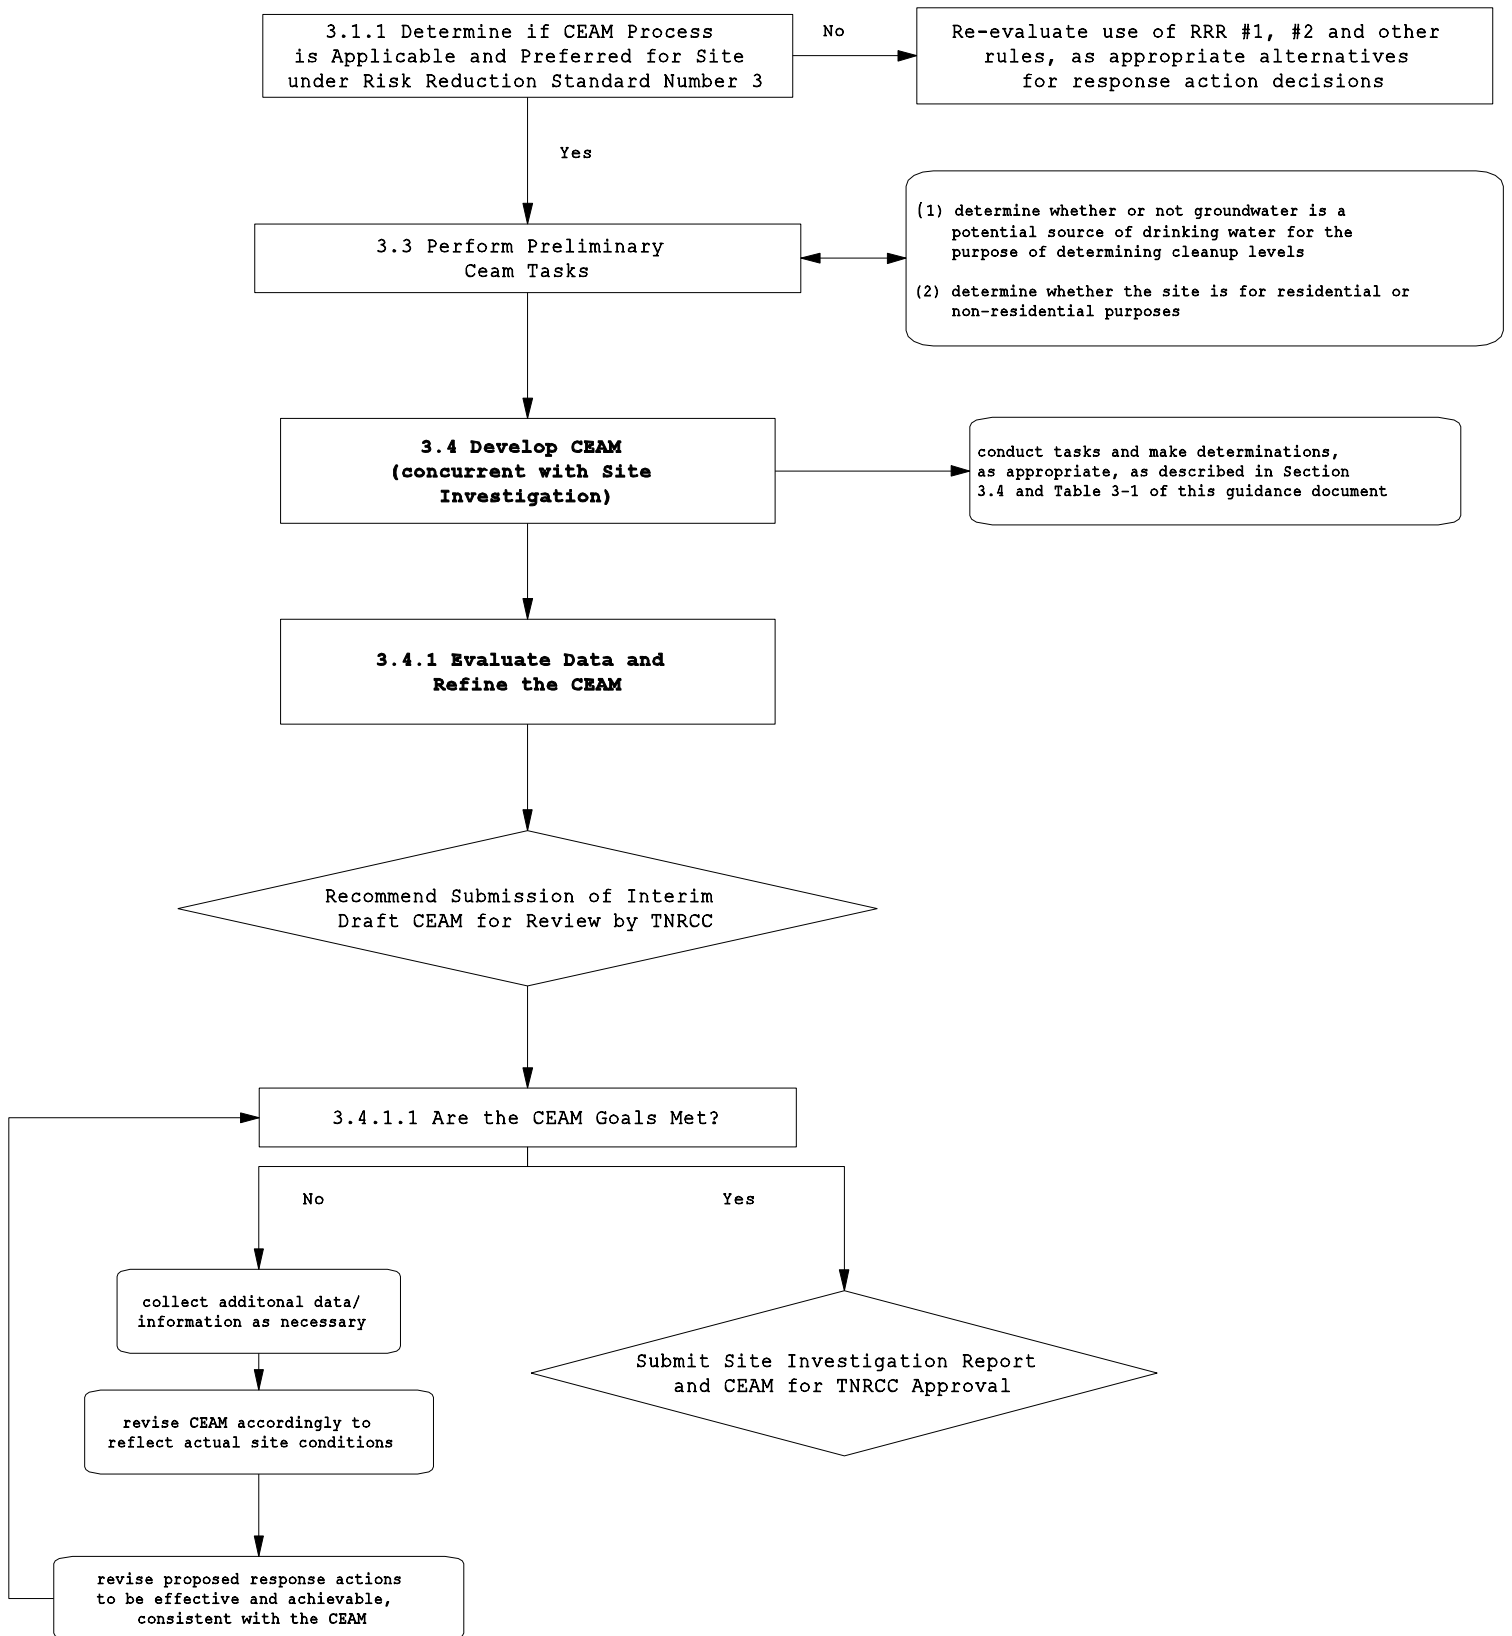 3.1.1 Determine if CEAM Process
is Applicable and Preferred for Site
under Risk Reduction Standard Number 3
No
Re-evaluate use of RRR #1, #2 and other
rules, as appropriate alternatives
for response action decisions
Yes
3.3 Perform Preliminary
Ceam Tasks
(1) determine whether or not groundwater is a
potential source of drinking water for the
purpose of determining cleanup levels
(2) determine whether the site is for residential or
non-residential purposes
3.4 Develop CEAM
(concurrent with Site
Investigation)
conduct tasks and make determinations,
as appropriate, as described in Section
3.4 and Table 3-1 of this guidance document
3.4.1 Evaluate Data and
Refine the CEAM
Recommend Submission of Interim
Draft CEAM for Review by TNRCC
3.4.1.1 Are the CEAM Goals Met?
No
Yes
collect additonal data/
information as necessary
Submit Site Investigation Report
and CEAM for TNRCC Approval
revise CEAM accordingly to
reflect actual site conditions
revise proposed response actions
to be effective and achievable,
consistent with the CEAM